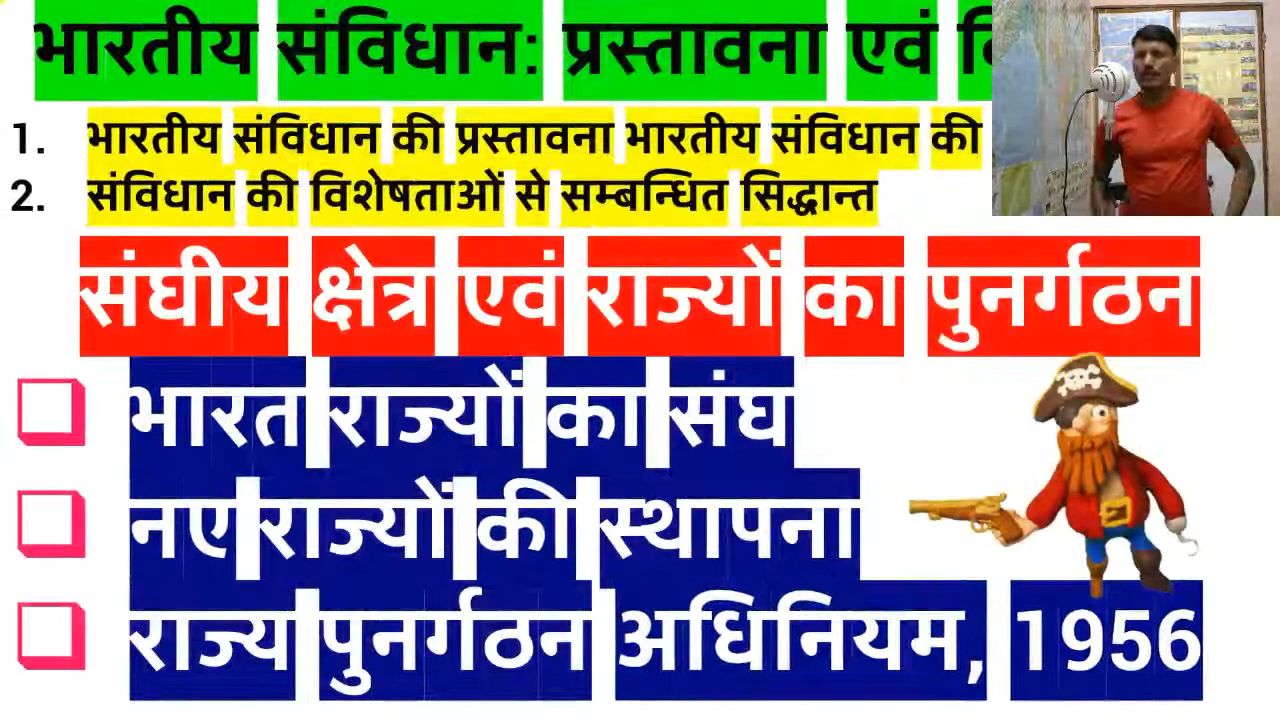 भारतीय संविधान: प्रस्तावना एवं
1. भारतीय संविधान की प्रस्तावना भारतीय संविधान की
2. संविधान की विशेषताओं से सम्बन्धित सिद्धान्त
संघीय क्षेत्र एवं राज्यों का पुनर्गठन
❑ भारत राज्यों का संघ
❑ नए राज्यों की स्थापना
❑ राज्य पुनर्गठन अधिनियम, 1956